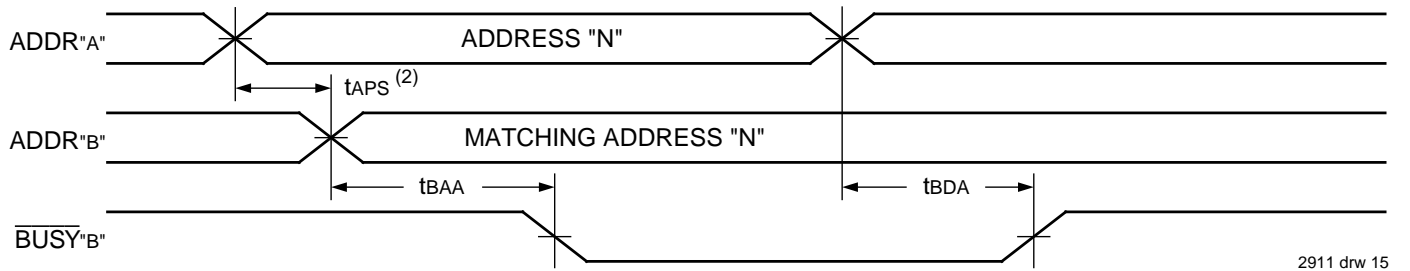 ADDR"A"
ADDRESS "N"
tAPS (2)
ADDR"B"
MATCHING ADDRESS "N"
tBAA
tBDA
BUSY"B"
2911 drw 15